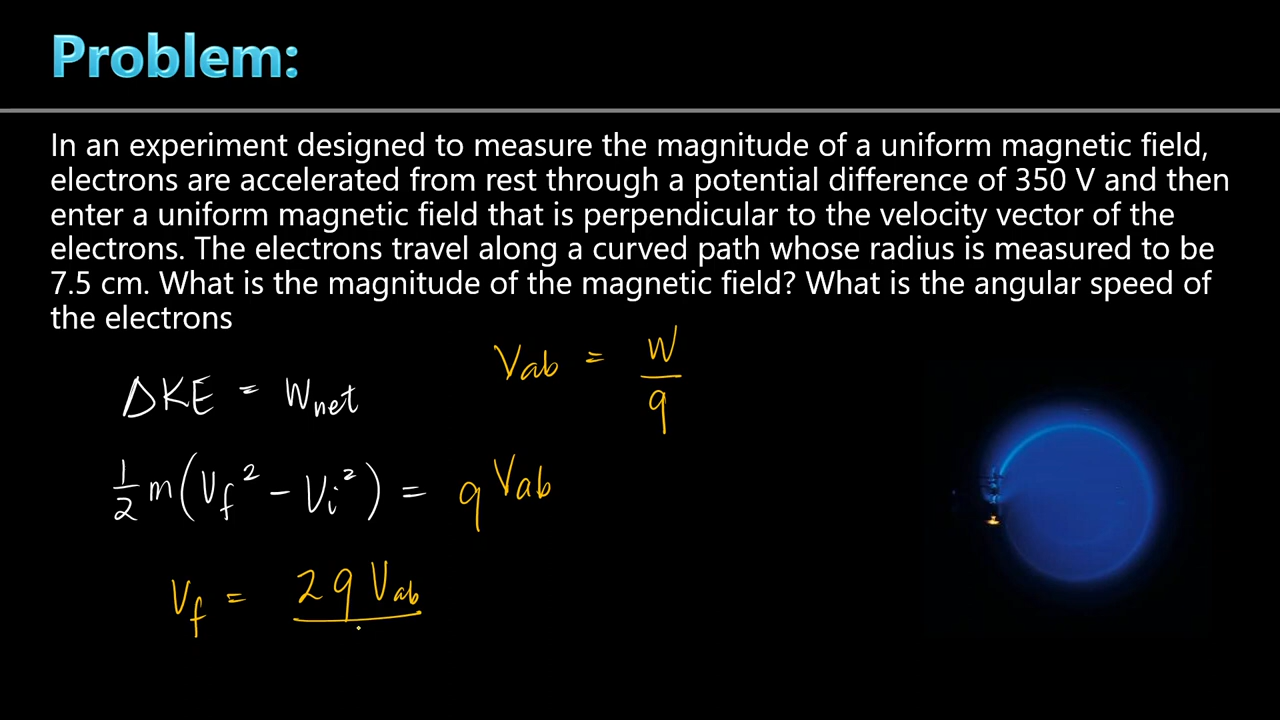 Problem:
In an experiment designed to measure the magnitude of a uniform magnetic field,
electrons are accelerated from rest through a potential difference of 350 V and then
enter a uniform magnetic field that is perpendicular to the velocity vector of the
electrons. The electrons travel along a curved path whose radius is measured to be
7.5 cm. What is the magnitude of the magnetic field? What is the angular speed of
the electrons
ΔKE = Wnet
Vab = W/q
1/2 m(Vf² - Vi²) = q Vab
Vf = 2qVab